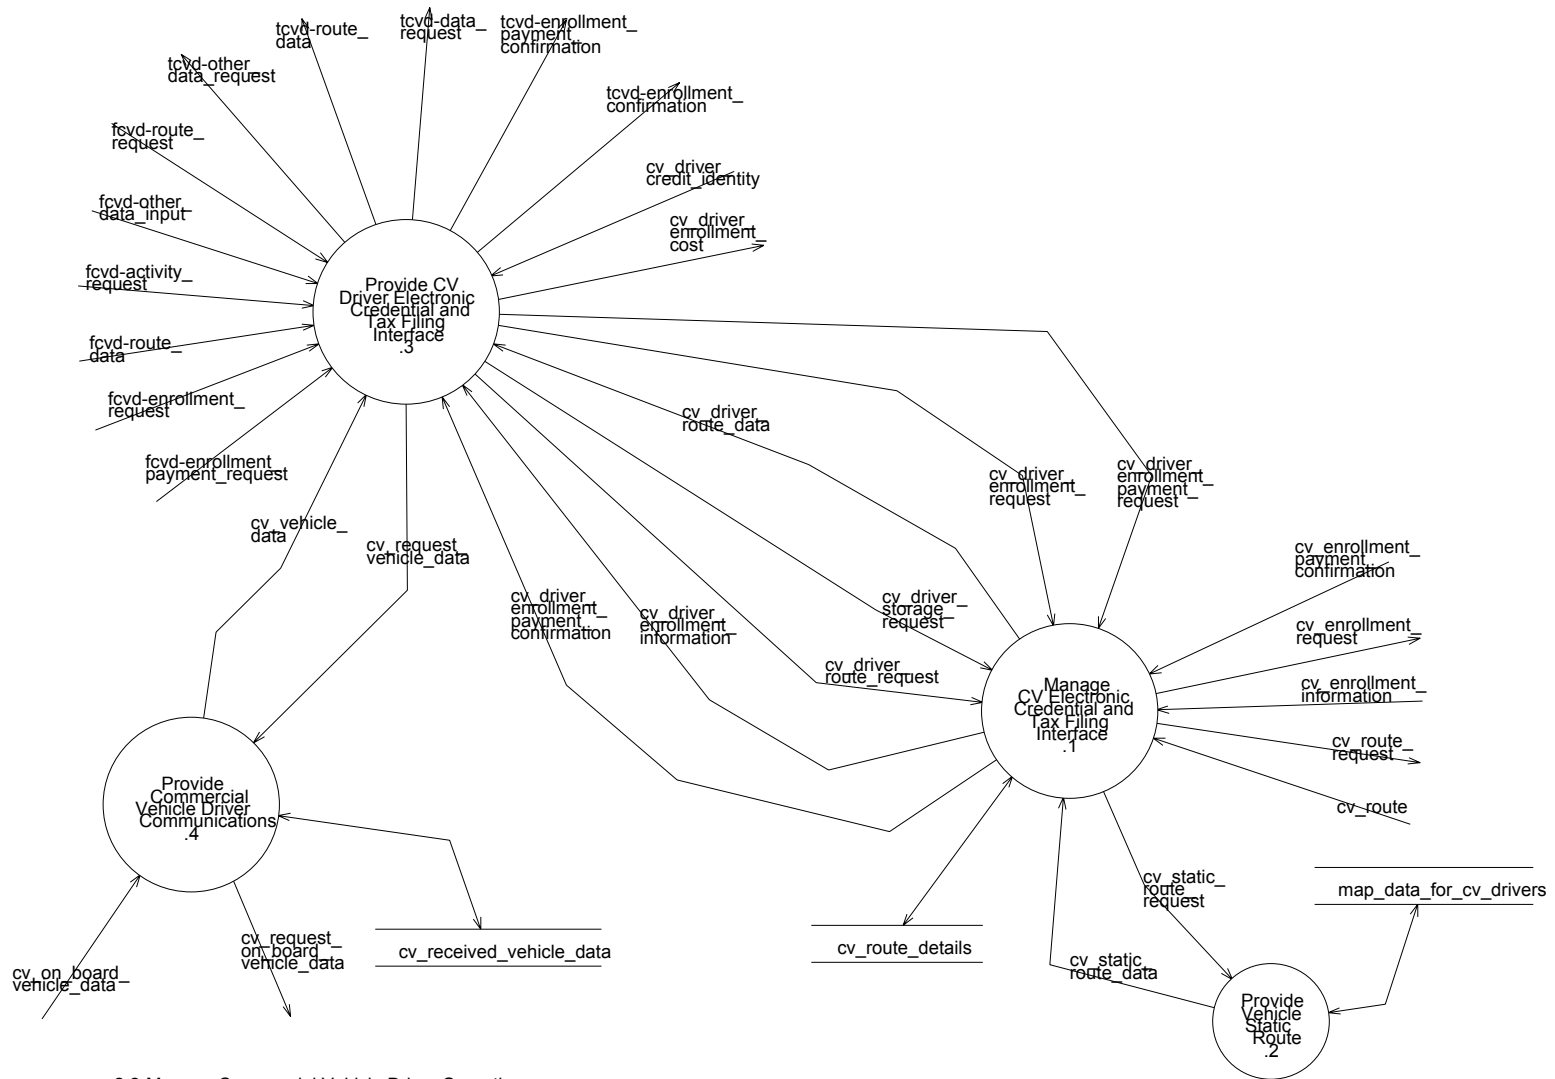 tcvd-route_
data
tcvd-data_
request
tcvd-enrollment_
payment_
confirmation
tcvd-other_
data_request
tcvd-enrollment_
confirmation
fcvd-route_
request
cv_driver_
credit_identity
fcvd-other_
data_input
cv_driver_
enrollment_
cost
fcvd-activity_
request
Provide CV
Driver Electronic
Credential and
Tax Filing
Interface
.3
fcvd-route_
data
fcvd-enrollment_
request
cv_driver_
route_data
fcvd-enrollment_
payment_request
cv_driver_
enrollment_
request
cv_driver_
enrollment_
payment_
request
cv_vehicle_
data
cv_request_
vehicle_data
cv_enrollment_
payment_
confirmation
cv_driver_
enrollment_
payment_
confirmation
cv_driver_
enrollment_
information
cv_driver_
storage_
request
cv_enrollment_
request
cv_driver_
route_request
Manage
CV Electronic
Credential and
Tax Filing
Interface
.1
cv_enrollment_
information
cv_route_
request
Provide
Commercial
Vehicle Driver
Communications
.4
cv_route
cv_static_
route_
request
map_data_for_cv_drivers
cv_request_
on_board_
vehicle_data
cv_received_vehicle_data
cv_route_details
cv_on_board_
vehicle_data
cv_static_
route_data
Provide
Vehicle
Static
Route
.2